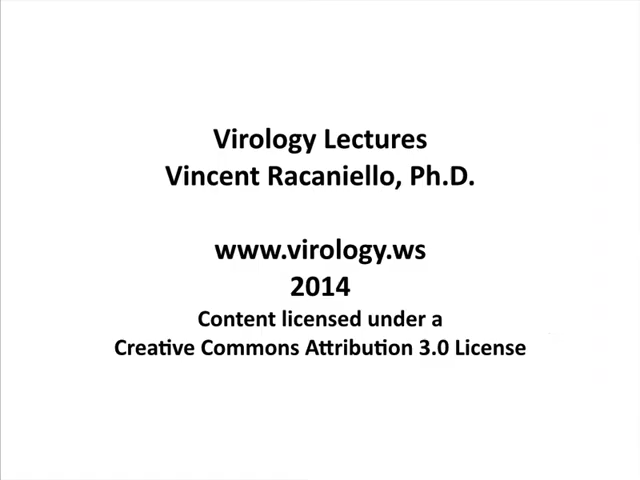 Virology Lectures
Vincent Racaniello, Ph.D.
www.virology.ws
2014
Content licensed under a
Creative Commons Attribution 3.0 License